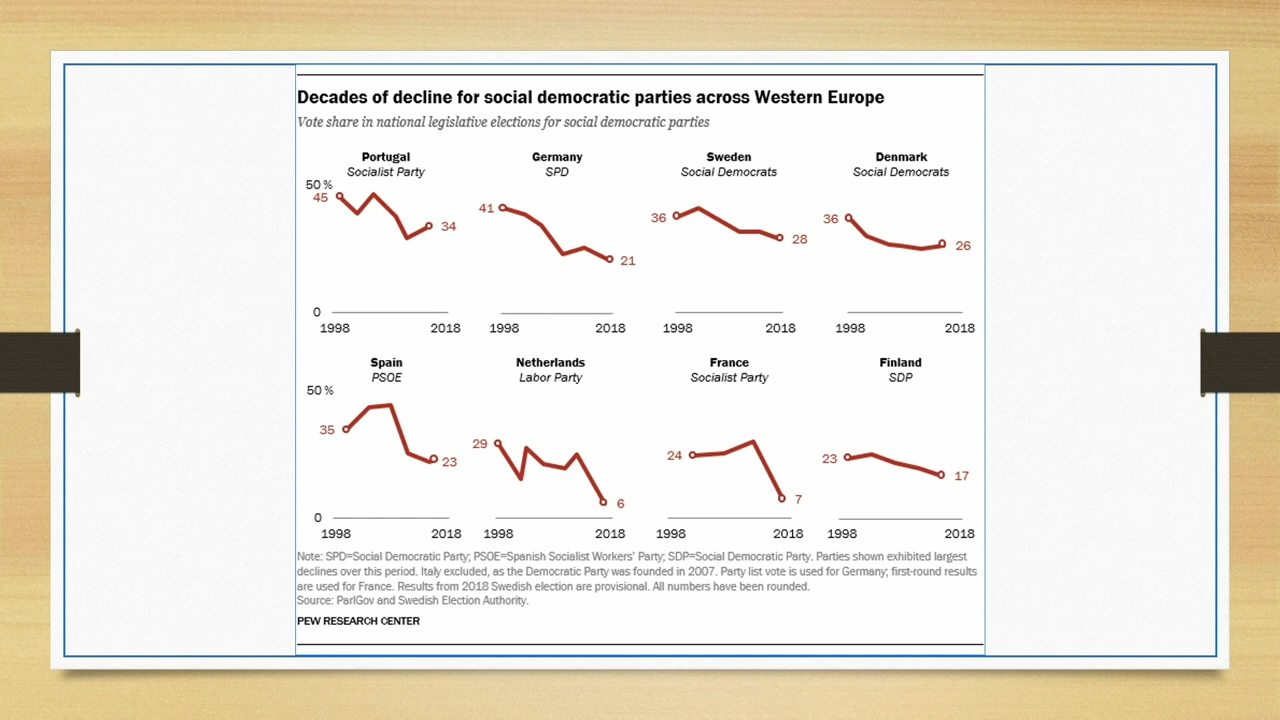 Decades of decline for social democratic parties across Western Europe
Vote share in national legislative elections for social democratic parties
Portugal
Socialist Party
50 %
45
34
0
1998
2018
Germany
SPD
41
21
1998
2018
Sweden
Social Democrats
36
28
1998
2018
Denmark
Social Democrats
36
26
1998
2018
Spain
PSOE
50 %
35
23
0
1998
2018
Netherlands
Labor Party
29
6
1998
2018
France
Socialist Party
24
7
1998
2018
Finland
SDP
23
17
1998
2018
Note: SPD=Social Democratic Party; PSOE=Spanish Socialist Workers' Party; SDP=Social Democratic Party. Parties shown exhibited largest
declines over this period. Italy excluded, as the Democratic Party was founded in 2007. Party list vote is used for Germany; first-round results
are used for France. Results from 2018 Swedish election are provisional. All numbers have been rounded.
Source: ParlGov and Swedish Election Authority.
PEW RESEARCH CENTER